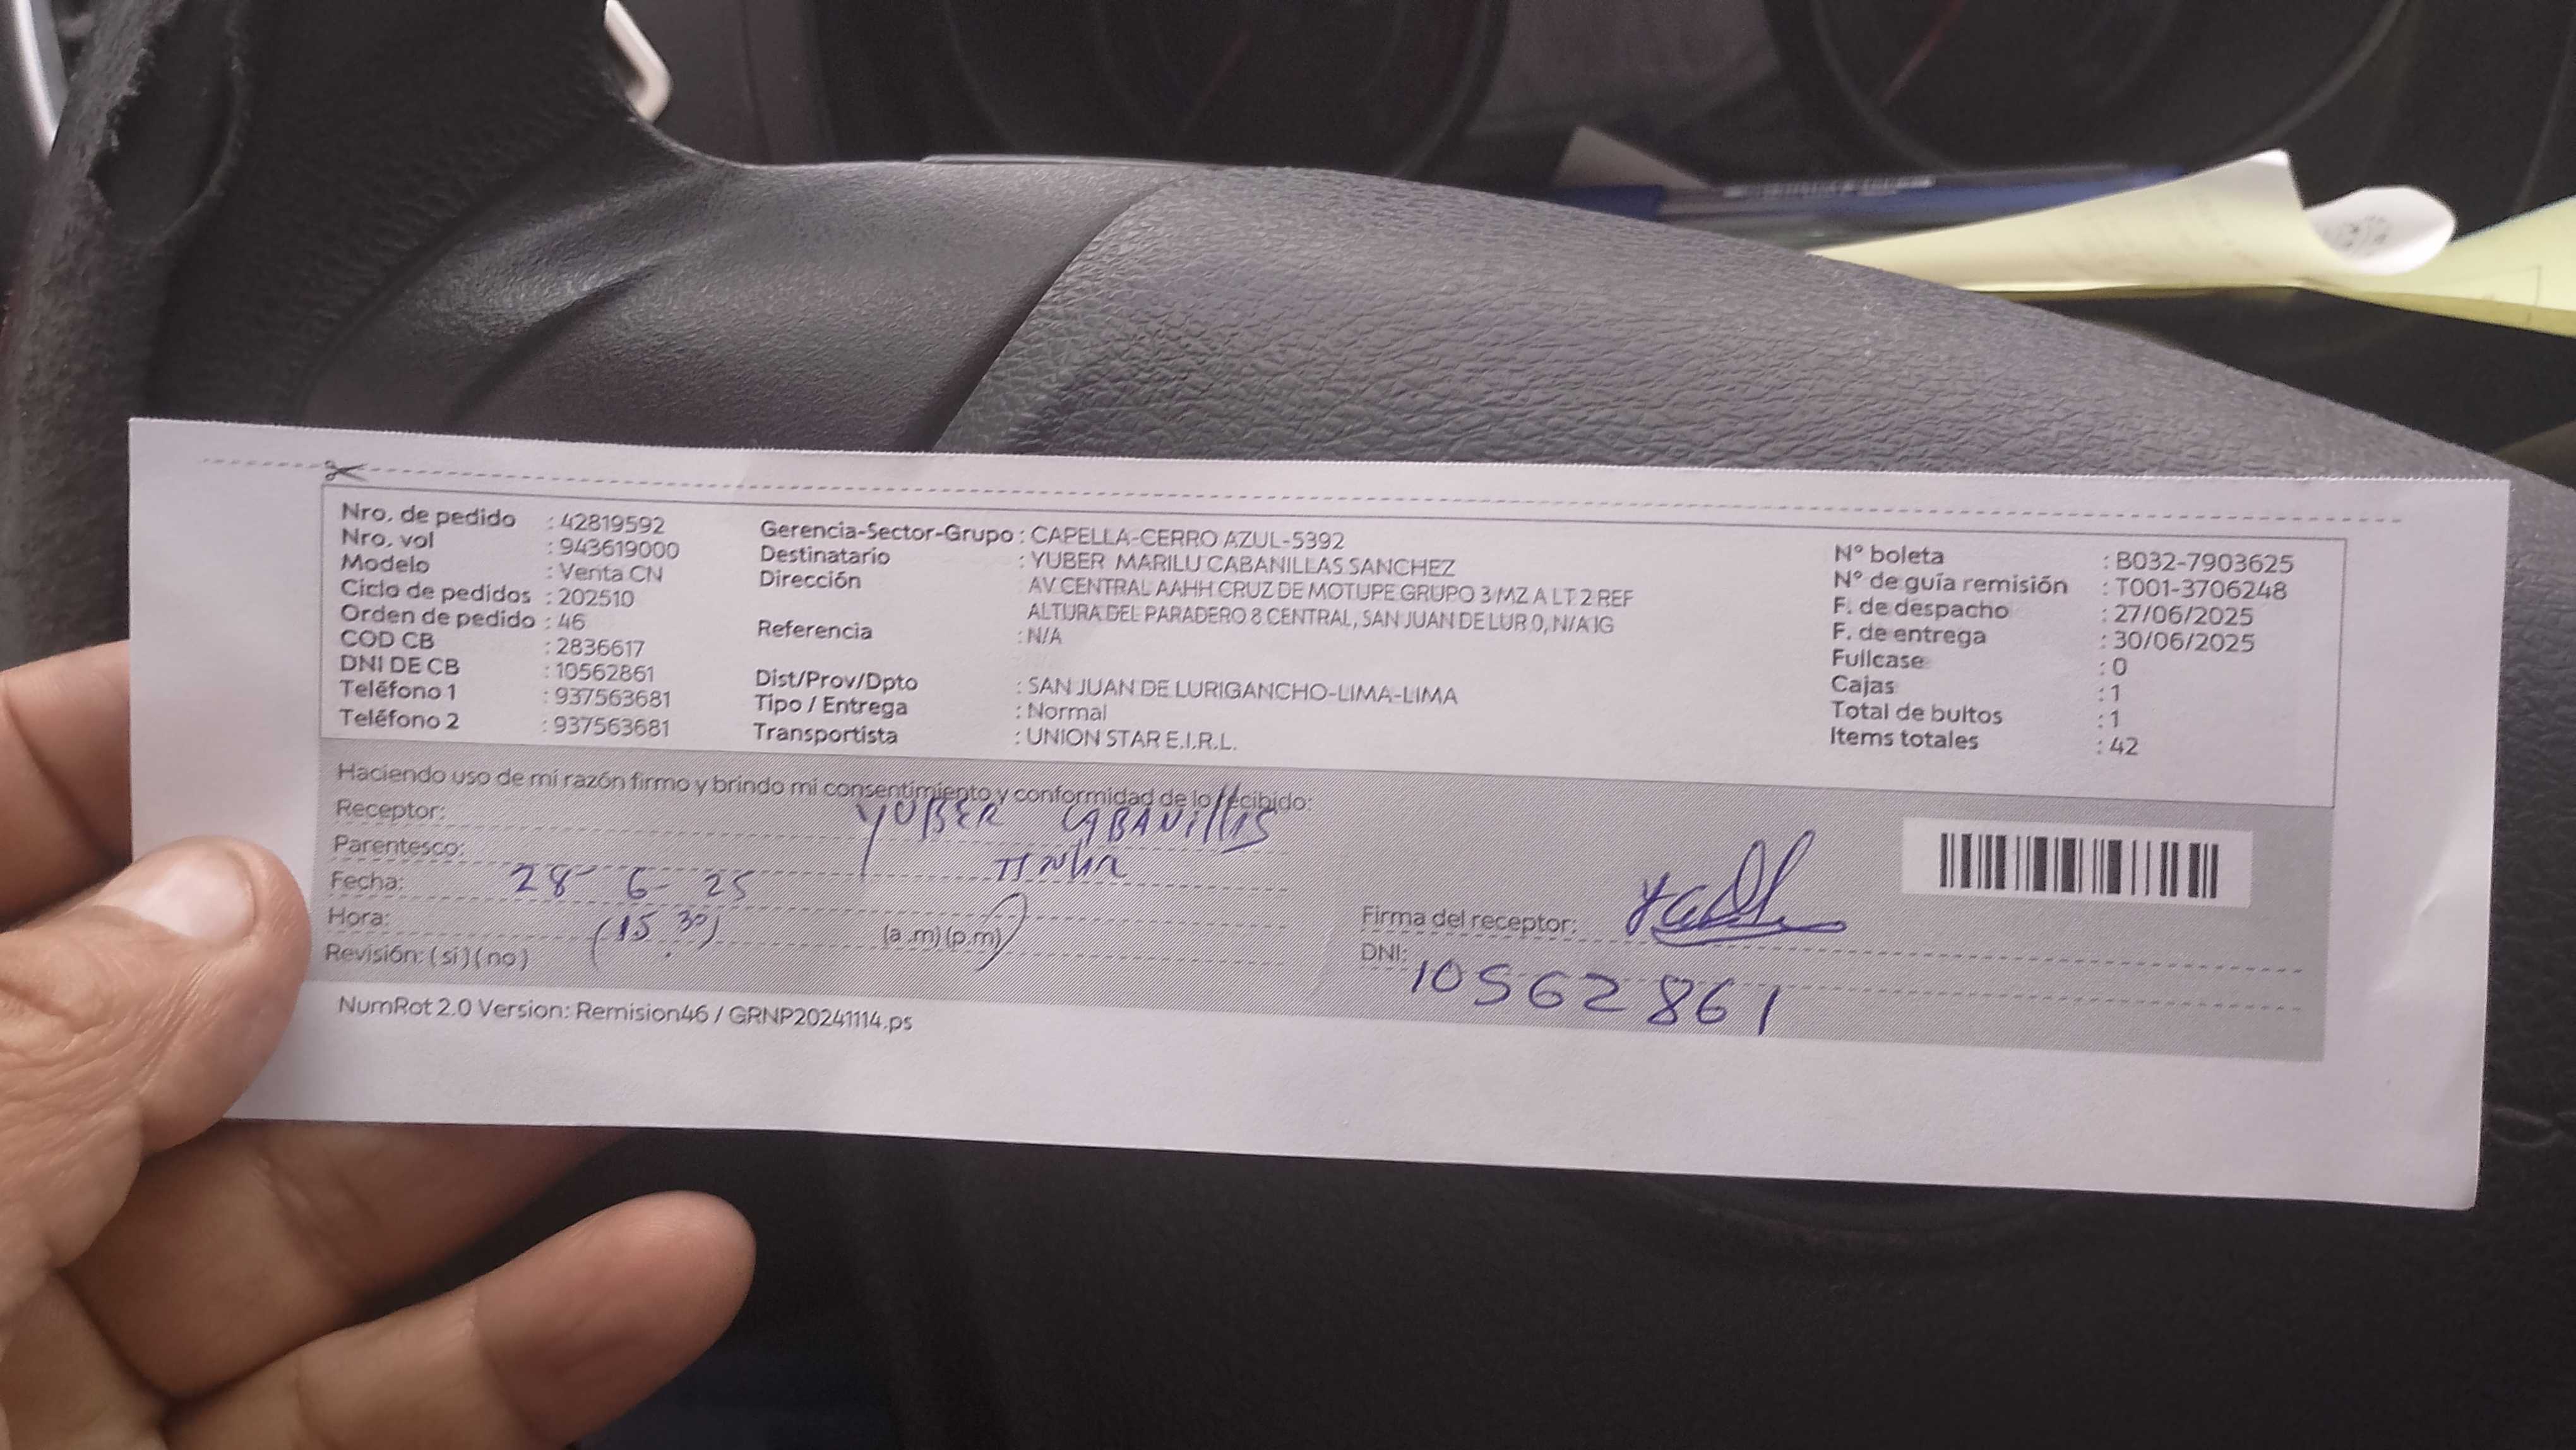 Nro. de pedido : 42819592
Nro. vol : 943619000
Modelo : Venta CN
Ciclo de pedidos : 202510
Orden de pedido : 46
COD CB : 2836617
DNI DE CB : 10562861
Teléfono 1 : 937563681
Teléfono 2 : 937563681
Gerencia-Sector-Grupo : CAPELLA-CERRO AZUL-5392
Destinatario : YUBER MARILU CABANILLAS SANCHEZ
Dirección AV CENTRAL AAHH CRUZ DE MOTUPE GRUPO 3 MZ A LT 2 REF
ALTURA DEL PARADERO 8 CENTRAL, SAN JUAN DE LUR 0, N/A IG
Referencia : N/A
Dist/Prov/Dpto : SAN JUAN DE LURIGANCHO-LIMA-LIMA
Tipo / Entrega : Normal
Transportista : UNION STAR E.I.R.L.
N° boleta : B032-7903625
N° de guía remisión : T001-3706248
F. de despacho : 27/06/2025
F. de entrega : 30/06/2025
Fullcase : 0
Cajas : 1
Total de bultos : 1
Items totales : 42
Haciendo uso de mi razón firmo y brindo mi consentimiento y conformidad de lo recibido:
Receptor: YUBER CABANILLAS
Parentesco:
Fecha: 28-6-25
Hora: (15 30) (a.m) (p.m)
Revisión: (si) (no)
Firma del receptor:
DNI: 10562861
NumRot 2.0 Version: Remision46 / GRNP20241114.ps